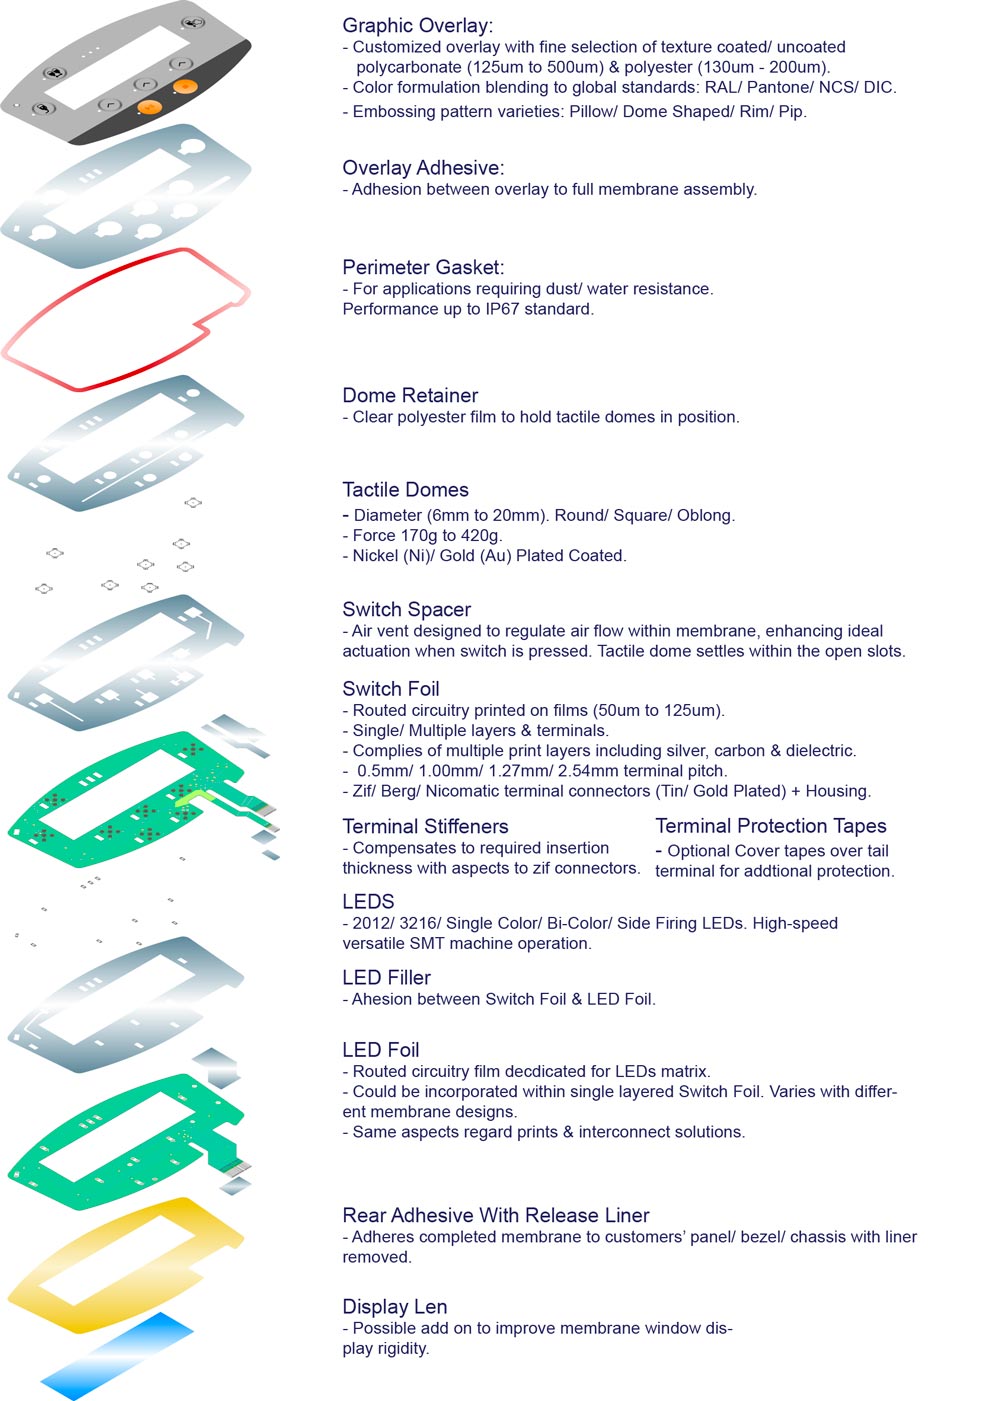 Graphic Overlay:
- Customized overlay with fine selection of texture coated/ uncoated
polycarbonate (125um to 500um) & polyester (130um - 200um).
- Color formulation blending to global standards: RAL/ Pantone/ NCS/ DIC.
- Embossing pattern varieties: Pillow/ Dome Shaped/ Rim/ Pip.
Overlay Adhesive:
- Adhesion between overlay to full membrane assembly.
Perimeter Gasket:
- For applications requiring dust/ water resistance.
Performance up to IP67 standard.
Dome Retainer
- Clear polyester film to hold tactile domes in position.
Tactile Domes
- Diameter (6mm to 20mm). Round/ Square/ Oblong.
- Force 170g to 420g.
- Nickel (Ni)/ Gold (Au) Plated Coated.
Switch Spacer
- Air vent designed to regulate air flow within membrane, enhancing ideal
actuation when switch is pressed. Tactile dome settles within the open slots.
Switch Foil
- Routed circuitry printed on films (50um to 125um).
- Single/ Multiple layers & terminals.
- Complies of multiple print layers including silver, carbon & dielectric.
- 0.5mm/ 1.00mm/ 1.27mm/ 2.54mm terminal pitch.
- Zif/ Berg/ Nicomatic terminal connectors (Tin/ Gold Plated) + Housing.
Terminal Stiffeners
- Compensates to required insertion
thickness with aspects to zif connectors.
Terminal Protection Tapes
- Optional Cover tapes over tail
terminal for addtional protection.
LEDS
- 2012/ 3216/ Single Color/ Bi-Color/ Side Firing LEDs. High-speed
versatile SMT machine operation.
LED Filler
- Ahesion between Switch Foil & LED Foil.
LED Foil
- Routed circuitry film decdicated for LEDs matrix.
- Could be incorporated within single layered Switch Foil. Varies with differ-
ent membrane designs.
- Same aspects regard prints & interconnect solutions.
Rear Adhesive With Release Liner
- Adheres completed membrane to customers’ panel/ bezel/ chassis with liner
removed.
Display Len
- Possible add on to improve membrane window dis-
play rigidity.